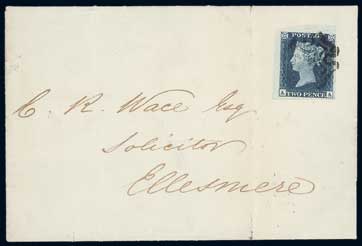 POSTAGE
A TWO PENCE A
C. R. Wace Esq
Solicitor
Ellesmere